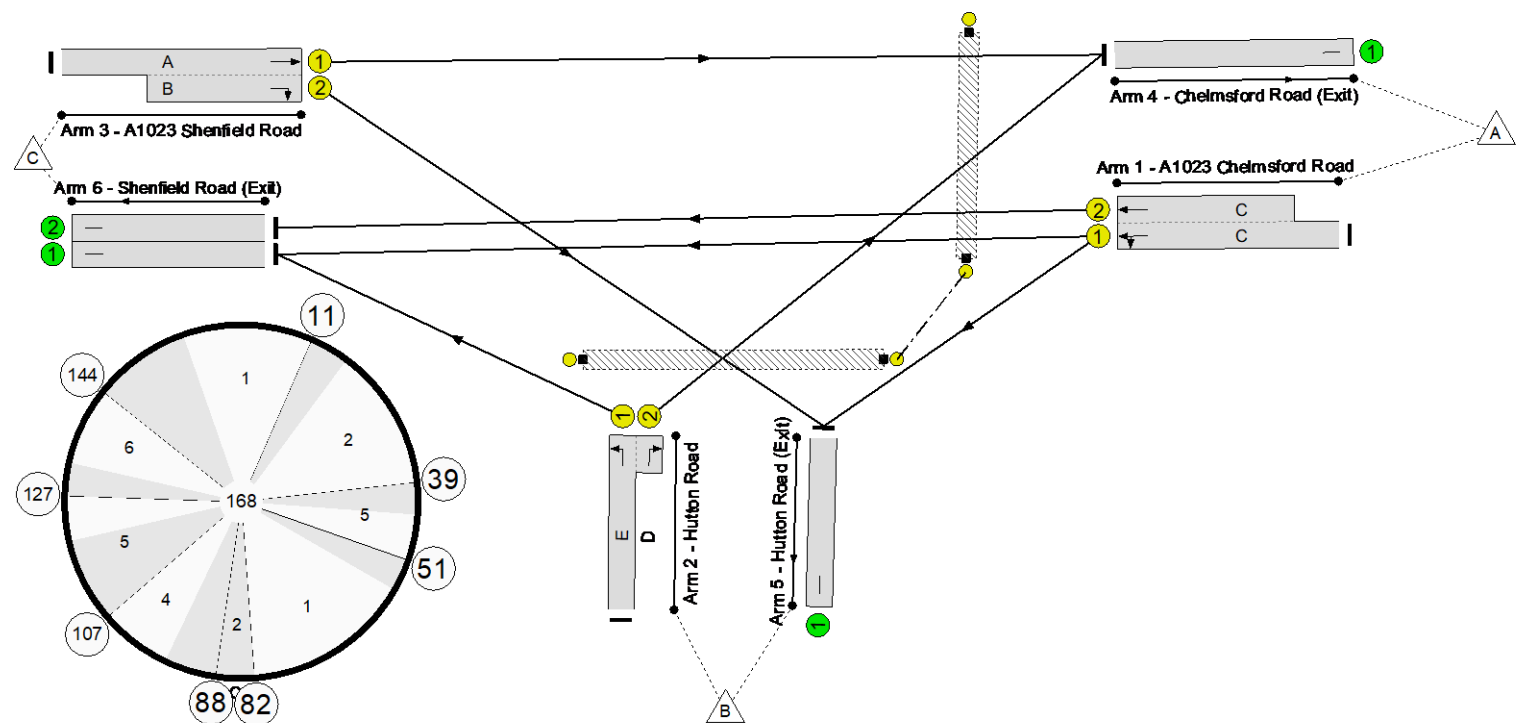 A
1
B
2
Arm 3 - A1023 Shenfield Road
C
Arm 6 - Shenfield Road (Exit)
2
1
1
Arm 4 - Chelmsford Road (Exit)
A
Arm 1 - A1023 Chelmsford Road
2
C
1
C
11
144
1
6
2
39
127
168
5
5
51
4
2
1
107
88
82
1
2
E
D
Arm 2 - Hutton Road
Arm 5 - Hutton Road (Exit)
1
B